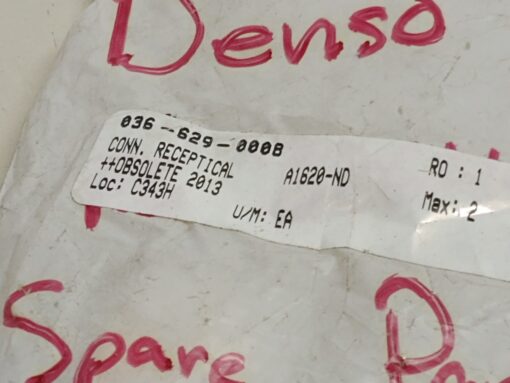 Denso
036-629-0008
CONN. RECEPTICAL
++OBSOLETE 2013
A1620-ND
RO : 1
Loc: C343H
U/M: EA
Max: 2
Spare